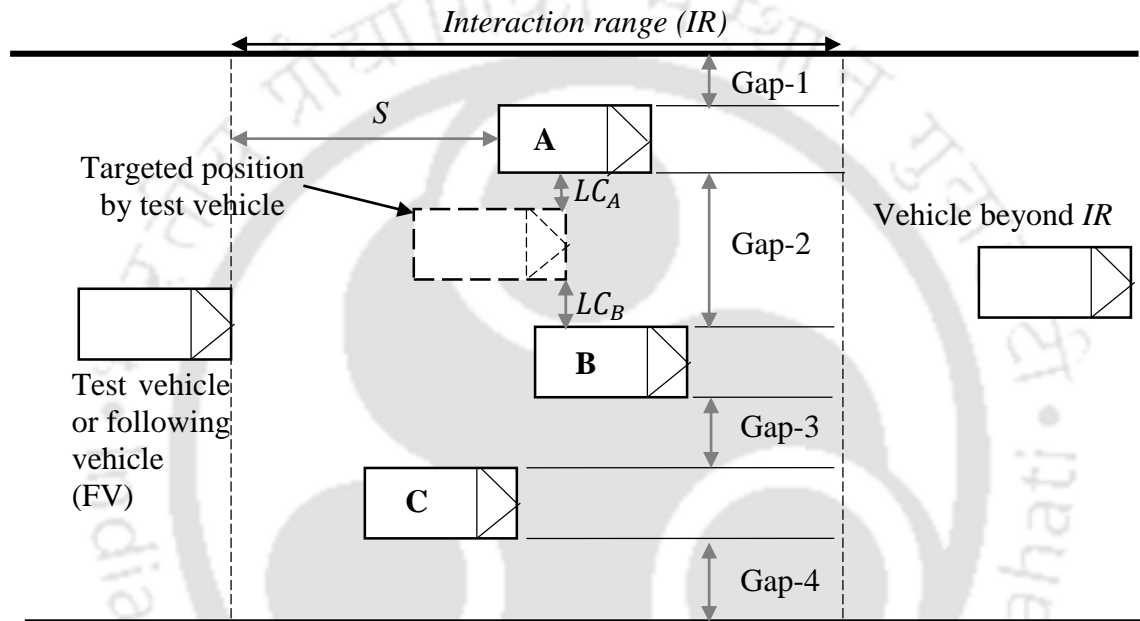 Interaction range (IR)
Gap-1
S
A
Targeted position
by test vehicle
LC_A
Vehicle beyond IR
Gap-2
LC_B
B
Test vehicle
or following
vehicle
(FV)
Gap-3
C
Gap-4